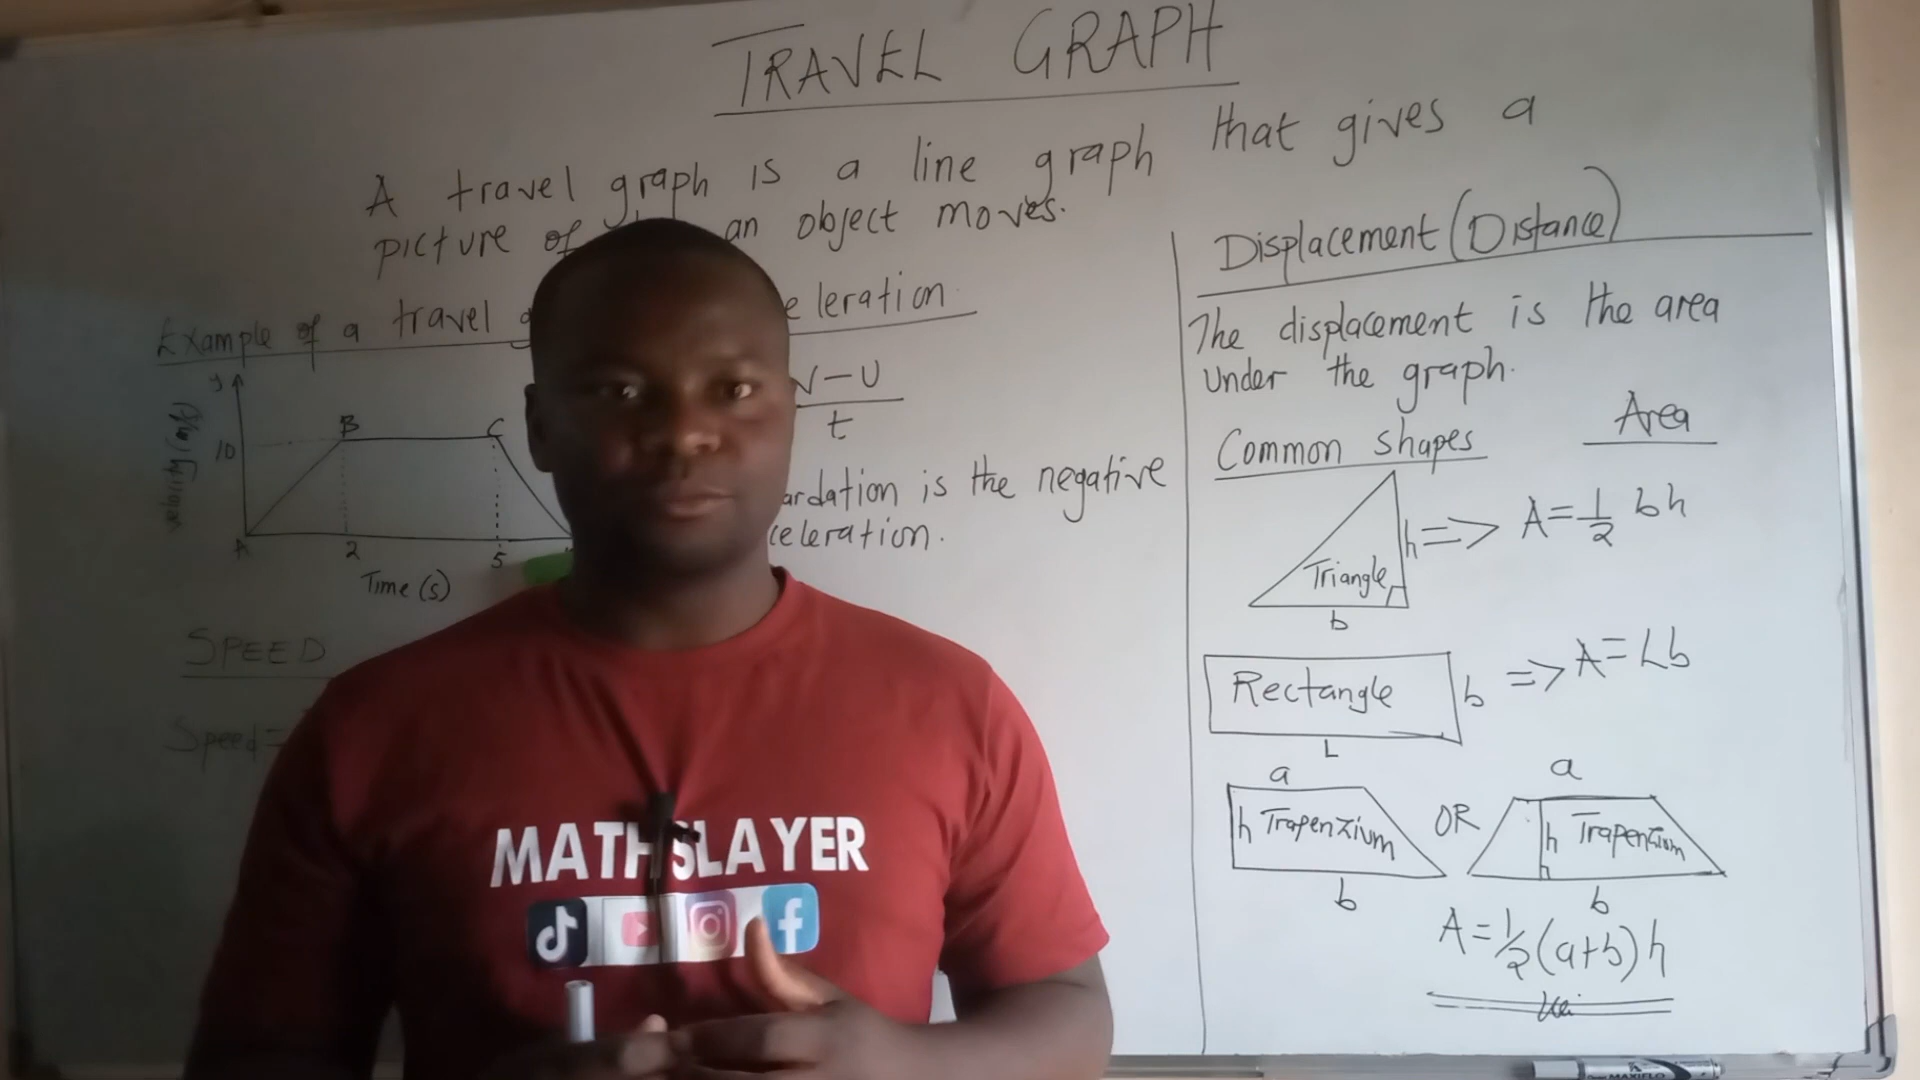 TRAVEL GRAPH
A travel graph is a line graph that gives a
picture of an object moves.
Example of a travel
eleration
y
velocity (m/s)
10
B
C
A
2
5
Time (s)
v-u
t
ardation is the negative
celeration.
SPEED
Speed=
Displacement (Distance)
The displacement is the area
under the graph.
Common shapes
Area
Triangle
h
b
=> A=1/2 bh
Rectangle
b
L
=> A=Lb
a
h Trapenzium
b
OR
a
h Trapenzium
b
A=1/2(a+b)h
MATHSLAYER
f